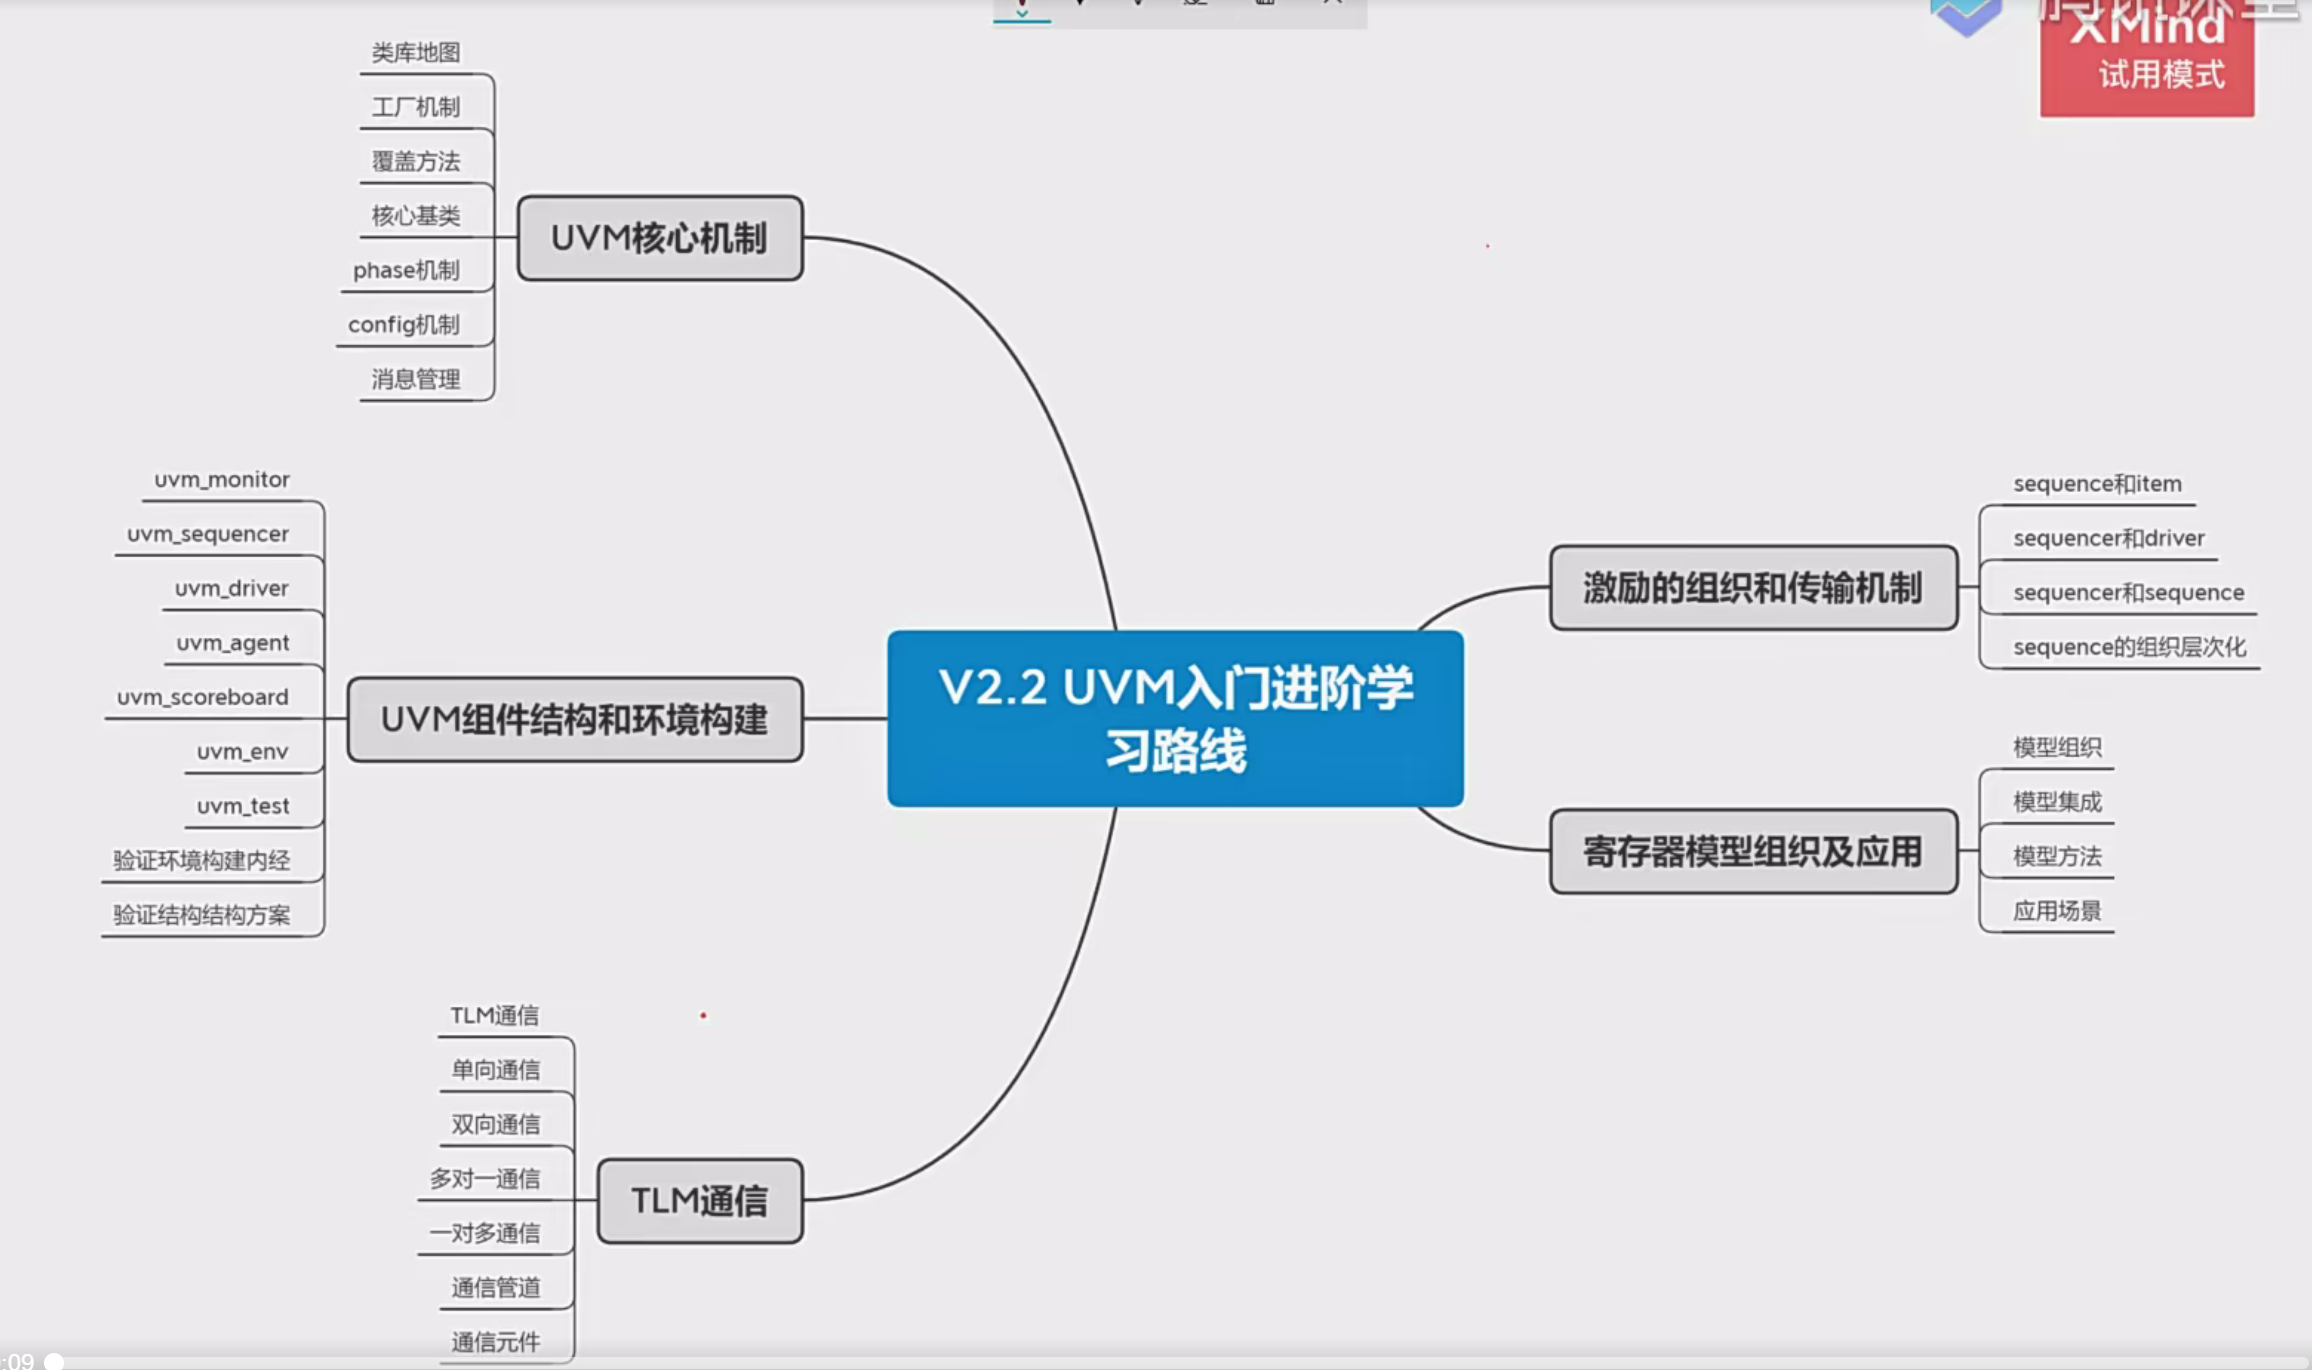 腾讯课堂
XMind
试用模式
类库地图
工厂机制
覆盖方法
核心基类
phase机制
config机制
消息管理
UVM核心机制
uvm_monitor
uvm_sequencer
uvm_driver
uvm_agent
uvm_scoreboard
uvm_env
uvm_test
验证环境构建内经
验证结构结构方案
UVM组件结构和环境构建
TLM通信
单向通信
双向通信
多对一通信
一对多通信
通信管道
通信元件
TLM通信
V2.2 UVM入门进阶学
习路线
激励的组织和传输机制
sequence和item
sequencer和driver
sequencer和sequence
sequence的组织层次化
寄存器模型组织及应用
模型组织
模型集成
模型方法
应用场景
:09